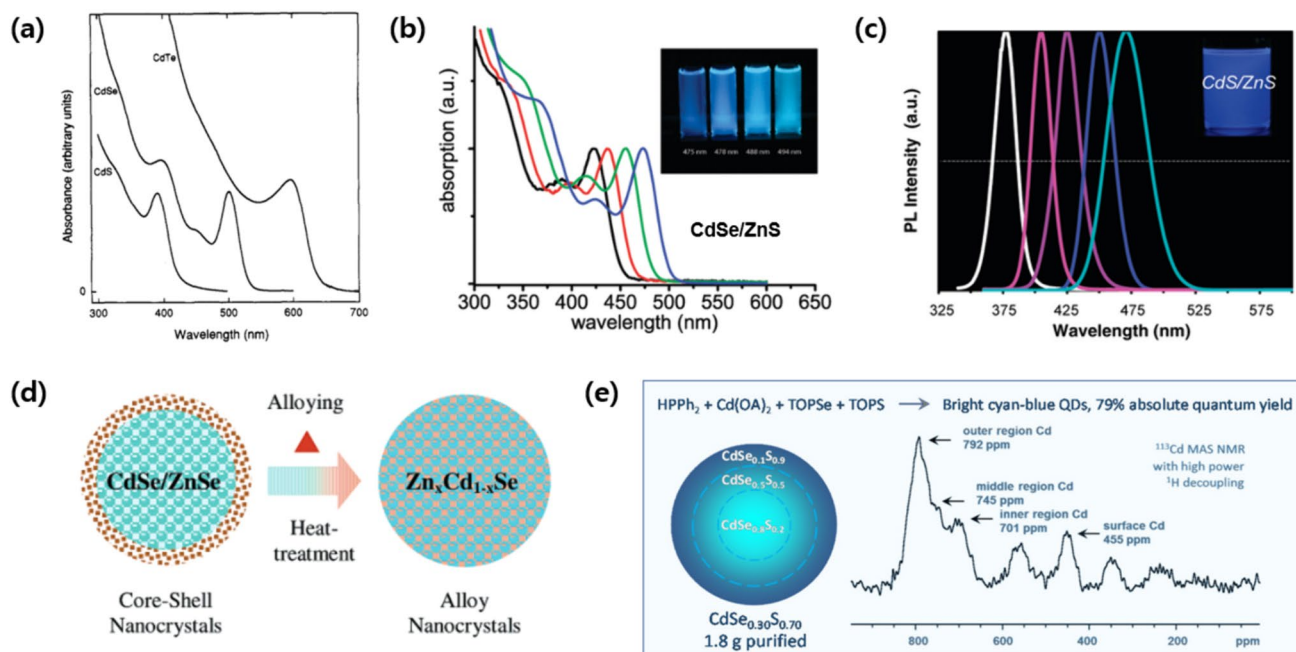 (a)
CdTe
CdSe
CdS
Absorbance (arbitrary units)
0
300 400 500 600 700
Wavelength (nm)
(b)
absorption (a.u.)
475 nm 478 nm 488 nm 494 nm
CdSe/ZnS
300 350 400 450 500 550 600 650
wavelength (nm)
(c)
PL Intensity (a.u.)
CdS/ZnS
325 375 425 475 525 575
Wavelength (nm)
(d)
CdSe/ZnSe
Alloying
Heat-
treatment
ZnxCd1-xSe
Core-Shell
Nanocrystals
Alloy
Nanocrystals
(e)
HPPh2 + Cd(OA)2 + TOPSe + TOPS → Bright cyan-blue QDs, 79% absolute quantum yield
CdSe0.1S0.9
CdSe0.5S0.5
CdSe0.8S0.2
CdSe0.30S0.70
1.8 g purified
outer region Cd
792 ppm
middle region Cd
745 ppm
inner region Cd
701 ppm
surface Cd
455 ppm
113Cd MAS NMR
with high power
1H decoupling
800 600 400 200 ppm